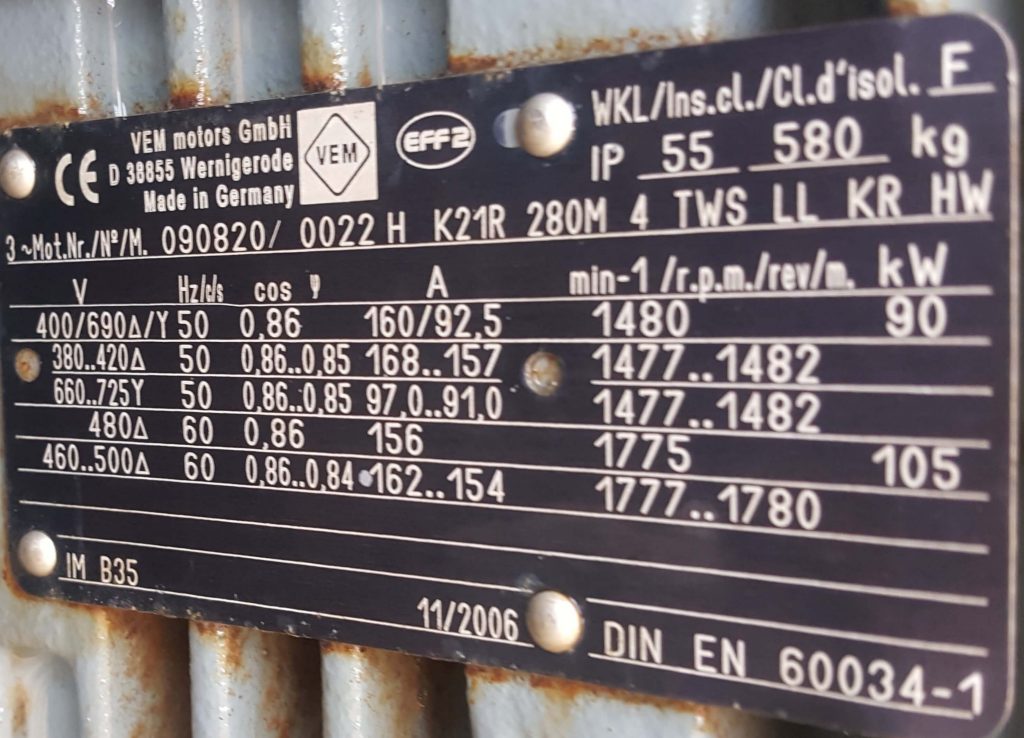 VEM motors GmbH
D 38855 Wernigerode
Made in Germany
CE
VEM
EFF2
WKL/Ins.cl./Cl.d'isol. F
IP 55 580 kg
3 ~Mot.Nr./Nº/M. 090820/ 0022 H K21R 280M 4 TWS LL KR HW
V Hz/c/s cos φ A min-1/r.p.m./rev/m. kW
400/690Δ/Y 50 0,86 160/92,5 1480 90
380..420Δ 50 0,86..0,85 168..157 1477..1482
660..725Y 50 0,86..0,85 97,0..91,0 1477..1482
480Δ 60 0,86 156 1775 105
460..500Δ 60 0,86..0,84 162..154 1777..1780
IM B35
11/2006
DIN EN 60034-1